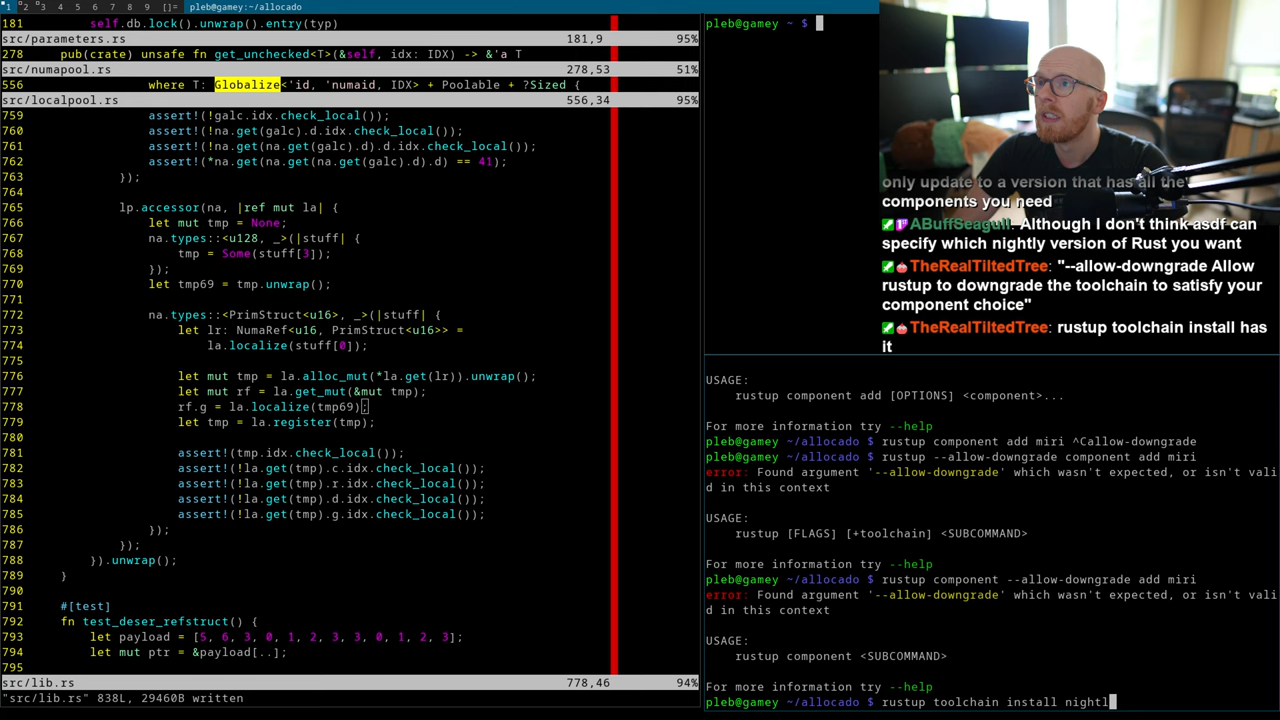 1 2 3 4 5 6 7 8 9 []= pleb@gamey:~/allocado
181         self.db.lock().unwrap().entry(typ)
src/parameters.rs 181,9 95%
278     pub(crate) unsafe fn get_unchecked<T>(&self, idx: IDX) -> &'a T
src/numapool.rs 278,53 51%
556             where T: Globalize<'id, 'numaid, IDX> + Poolable + ?Sized {
src/localpool.rs 556,34 95%
759             assert!(!galc.idx.check_local());
760             assert!(!na.get(galc).d.idx.check_local());
761             assert!(!na.get(na.get(galc).d).d.idx.check_local());
762             assert!(*na.get(na.get(na.get(galc).d).d) == 41);
763         });
764
765         lp.accessor(na, |ref mut la| {
766             let mut tmp = None;
767             na.types::<u128, _>(|stuff| {
768                 tmp = Some(stuff[3]);
769             });
770             let tmp69 = tmp.unwrap();
771
772             na.types::<PrimStruct<u16>, _>(|stuff| {
773                 let lr: NumaRef<u16, PrimStruct<u16>> =
774                     la.localize(stuff[0]);
775
776                 let mut tmp = la.alloc_mut(*la.get(lr)).unwrap();
777                 let mut rf = la.get_mut(&mut tmp);
778                 rf.g = la.localize(tmp69);
779                 let tmp = la.register(tmp);
780
781                 assert!(tmp.idx.check_local());
782                 assert!(!la.get(tmp).c.idx.check_local());
783                 assert!(!la.get(tmp).r.idx.check_local());
784                 assert!(!la.get(tmp).d.idx.check_local());
785                 assert!(!la.get(tmp).g.idx.check_local());
786             });
787         });
788     }).unwrap();
789 }
790
791 #[test]
792 fn test_deser_refstruct() {
793     let payload = [5, 6, 3, 0, 1, 2, 3, 3, 0, 1, 2, 3];
794     let mut ptr = &payload[..];
795
src/lib.rs 778,46 94%
"src/lib.rs" 838L, 29460B written
pleb@gamey ~ $
only update to a version that has all the
components you need
ABuffSeagull: Although I don't think asdf can
specify which nightly version of Rust you want
TheRealTiltedTree: "--allow-downgrade Allow
rustup to downgrade the toolchain to satisfy your
component choice"
TheRealTiltedTree: rustup toolchain install has
it
USAGE:
    rustup component add [OPTIONS] <component>...
For more information try --help
pleb@gamey ~/allocado $ rustup component add miri ^Callow-downgrade
pleb@gamey ~/allocado $ rustup --allow-downgrade component add miri
error: Found argument '--allow-downgrade' which wasn't expected, or isn't vali
d in this context
USAGE:
    rustup [FLAGS] [+toolchain] <SUBCOMMAND>
For more information try --help
pleb@gamey ~/allocado $ rustup component --allow-downgrade add miri
error: Found argument '--allow-downgrade' which wasn't expected, or isn't vali
d in this context
USAGE:
    rustup component <SUBCOMMAND>
For more information try --help
pleb@gamey ~/allocado $ rustup toolchain install nightl